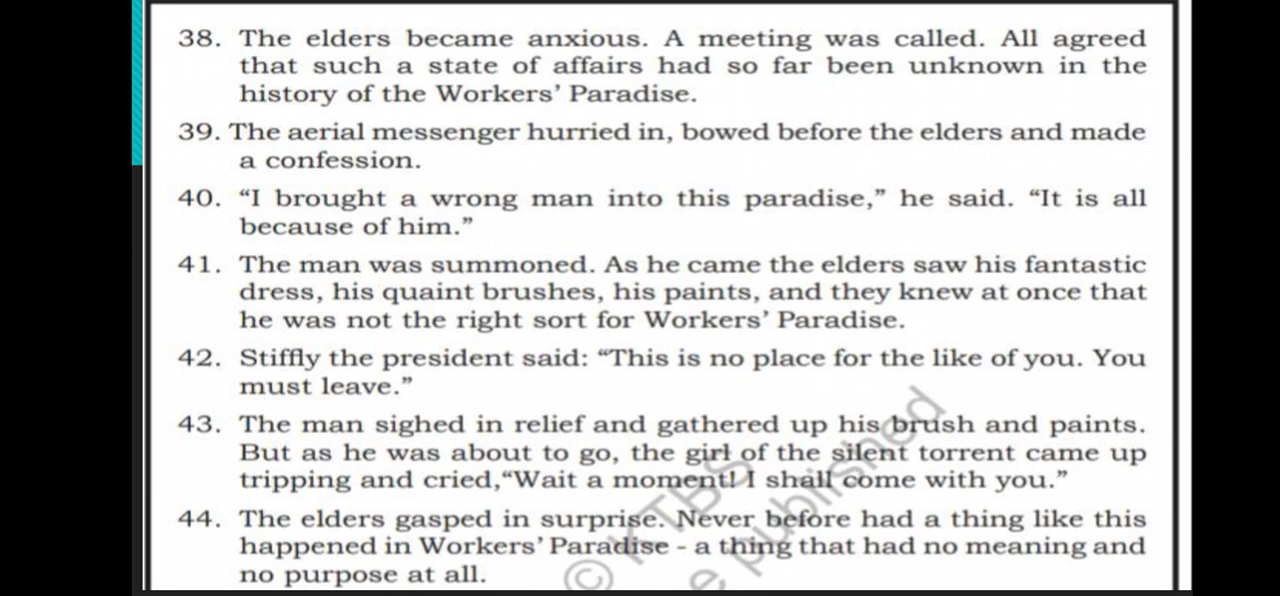 38. The elders became anxious. A meeting was called. All agreed
that such a state of affairs had so far been unknown in the
history of the Workers’ Paradise.
39. The aerial messenger hurried in, bowed before the elders and made
a confession.
40. “I brought a wrong man into this paradise,” he said. “It is all
because of him.”
41. The man was summoned. As he came the elders saw his fantastic
dress, his quaint brushes, his paints, and they knew at once that
he was not the right sort for Workers’ Paradise.
42. Stiffly the president said: “This is no place for the like of you. You
must leave.”
43. The man sighed in relief and gathered up his brush and paints.
But as he was about to go, the girl of the silent torrent came up
tripping and cried,“Wait a moment! I shall come with you.”
44. The elders gasped in surprise. Never before had a thing like this
happened in Workers’ Paradise - a thing that had no meaning and
no purpose at all.
© KTBS
published